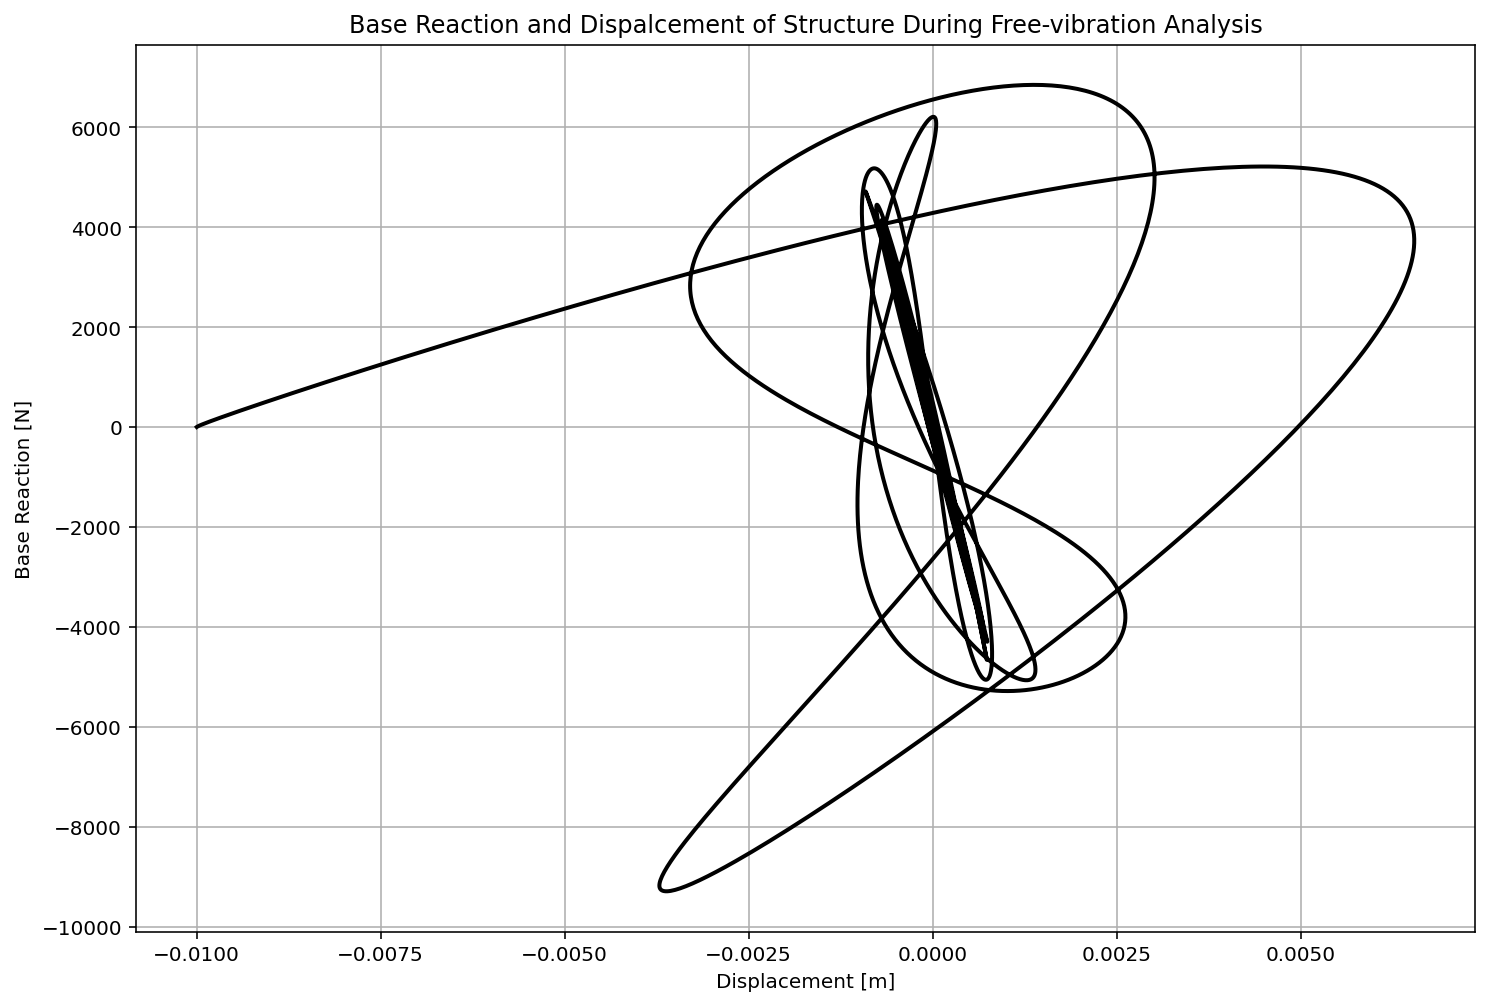 Base Reaction and Dispalcement of Structure During Free-vibration Analysis
6000
4000
2000
0
−2000
−4000
−6000
−8000
−10000
Base Reaction [N]
−0.0100 −0.0075 −0.0050 −0.0025 0.0000 0.0025 0.0050
Displacement [m]